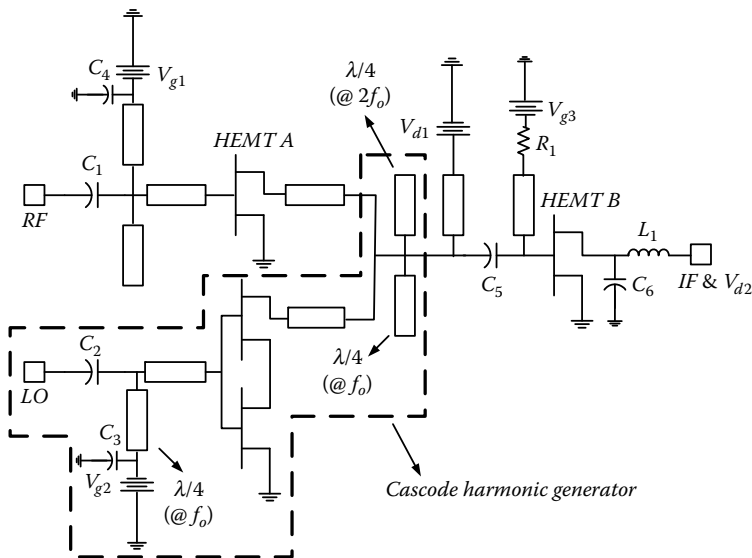 C4
Vg1
λ/4
(@ 2fo)
Vd1
Vg3
R1
HEMT A
HEMT B
C1
RF
L1
C5
C6
IF & Vd2
C2
LO
λ/4
(@ fo)
C3
Vg2
λ/4
(@ fo)
Cascode harmonic generator